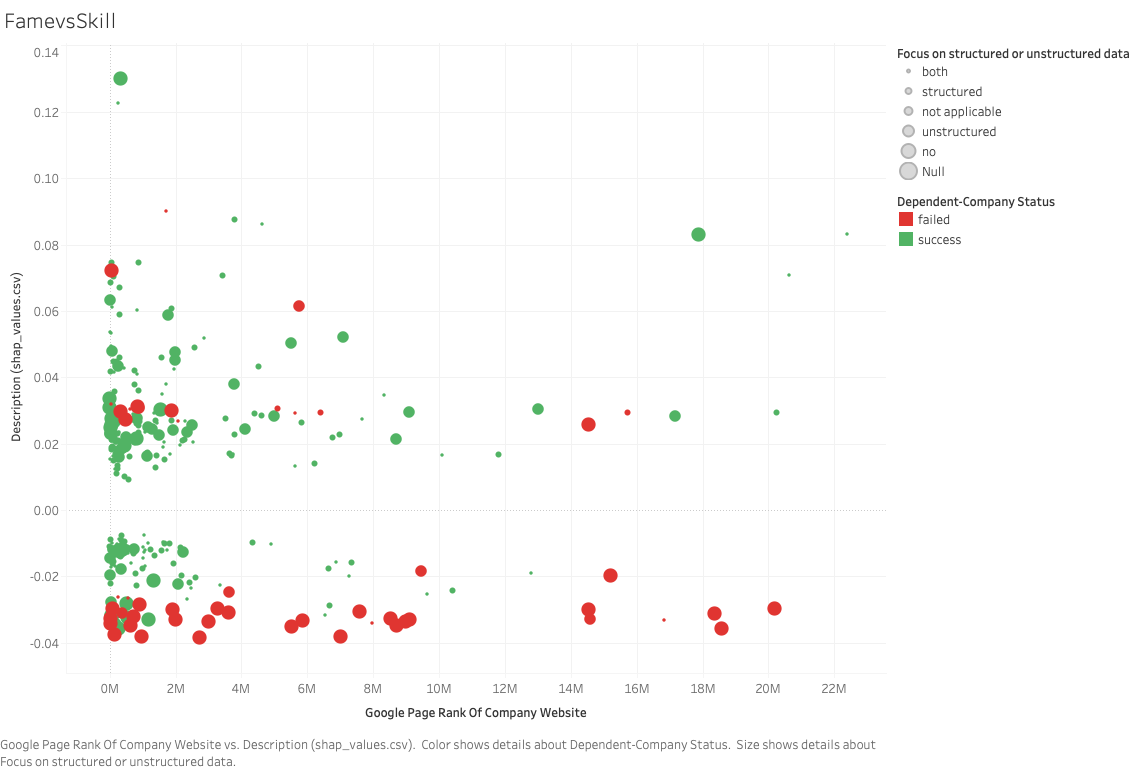 FamevsSkill
Focus on structured or unstructured data
both
structured
not applicable
unstructured
no
Null
Dependent-Company Status
failed
success
Description (shap_values.csv)
0.14
0.12
0.10
0.08
0.06
0.04
0.02
0.00
-0.02
-0.04
0M 2M 4M 6M 8M 10M 12M 14M 16M 18M 20M 22M
Google Page Rank Of Company Website
Google Page Rank Of Company Website vs. Description (shap_values.csv).  Color shows details about Dependent-Company Status.  Size shows details about
Focus on structured or unstructured data.